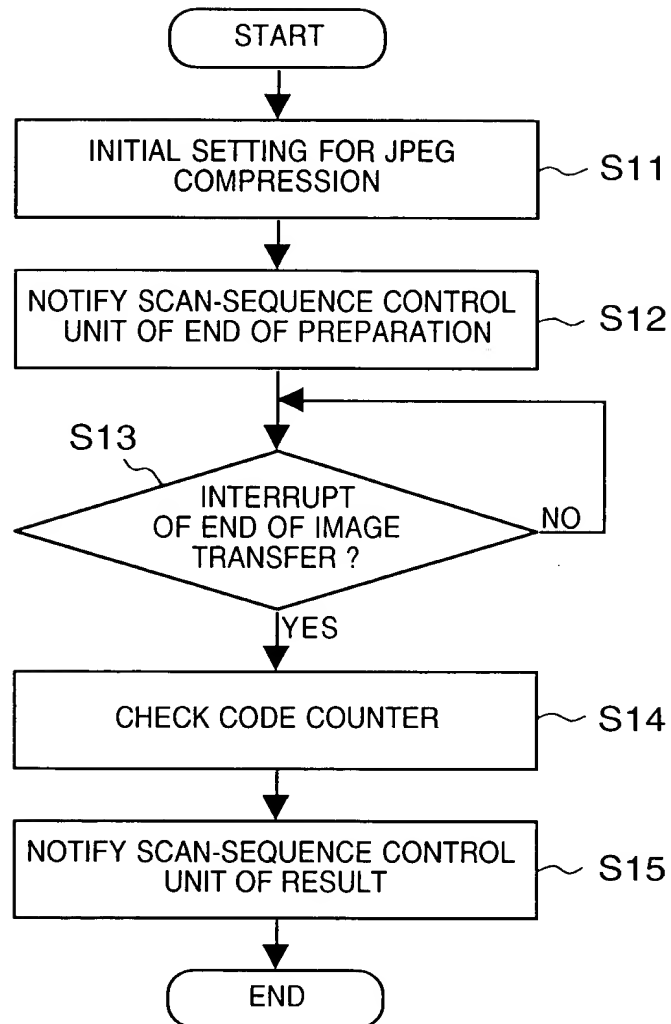 START
INITIAL SETTING FOR JPEG
COMPRESSION
S11
NOTIFY SCAN-SEQUENCE CONTROL
UNIT OF END OF PREPARATION
S12
S13
INTERRUPT
OF END OF IMAGE
TRANSFER ?
NO
YES
CHECK CODE COUNTER
S14
NOTIFY SCAN-SEQUENCE CONTROL
UNIT OF RESULT
S15
END